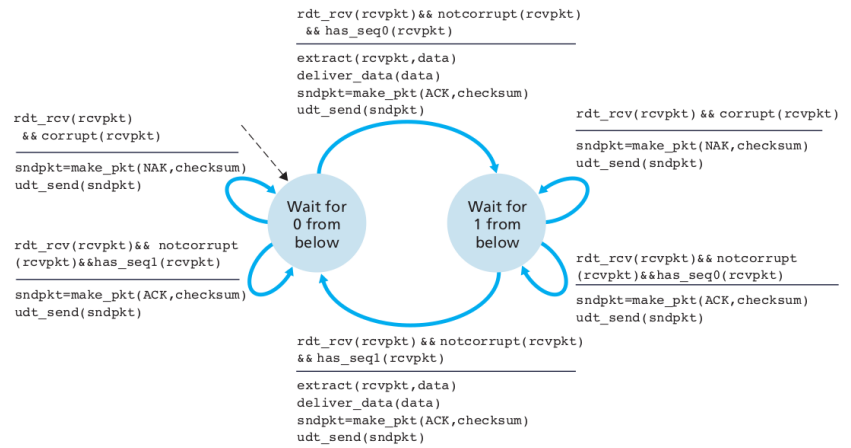 rdt_rcv(rcvpkt)&& notcorrupt(rcvpkt)
&& has_seq0(rcvpkt)
extract(rcvpkt,data)
deliver_data(data)
sndpkt=make_pkt(ACK,checksum)
udt_send(sndpkt)
rdt_rcv(rcvpkt)
&& corrupt(rcvpkt)
sndpkt=make_pkt(NAK,checksum)
udt_send(sndpkt)
rdt_rcv(rcvpkt) && corrupt(rcvpkt)
sndpkt=make_pkt(NAK,checksum)
udt_send(sndpkt)
Wait for
0 from
below
Wait for
1 from
below
rdt_rcv(rcvpkt)&& notcorrupt
(rcvpkt)&&has_seq1(rcvpkt)
sndpkt=make_pkt(ACK,checksum)
udt_send(sndpkt)
rdt_rcv(rcvpkt)&& notcorrupt
(rcvpkt)&&has_seq0(rcvpkt)
sndpkt=make_pkt(ACK,checksum)
udt_send(sndpkt)
rdt_rcv(rcvpkt) && notcorrupt(rcvpkt)
&& has_seq1(rcvpkt)
extract(rcvpkt,data)
deliver_data(data)
sndpkt=make_pkt(ACK,checksum)
udt_send(sndpkt)